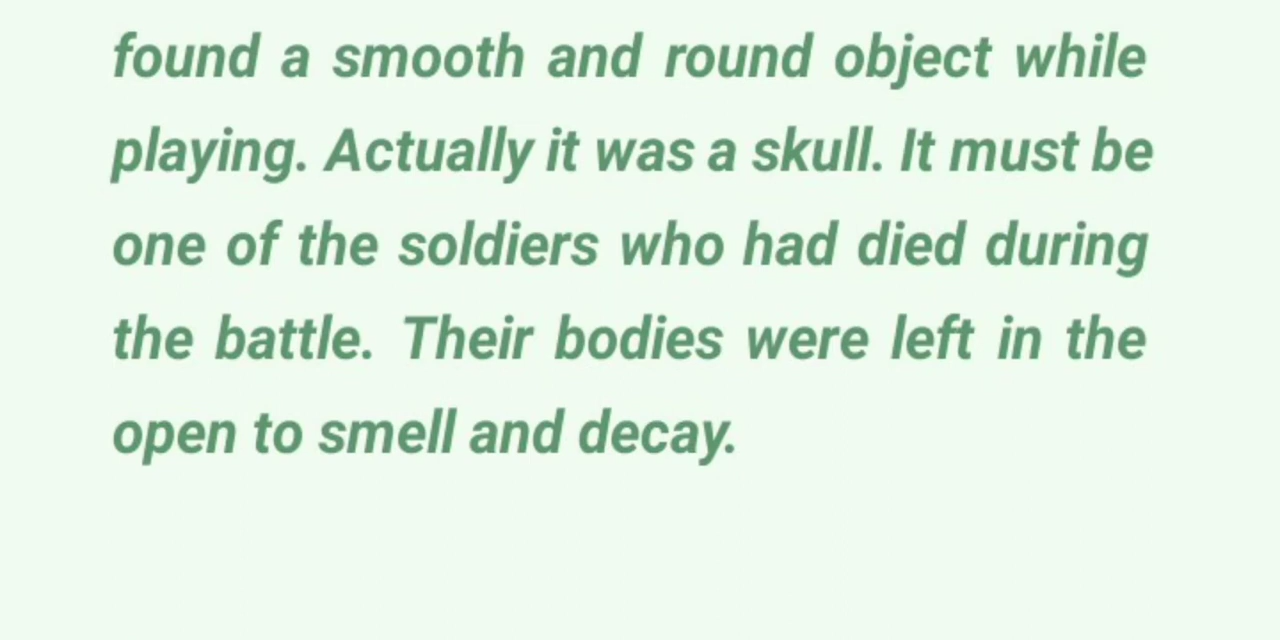 found a smooth and round object while
playing. Actually it was a skull. It must be
one of the soldiers who had died during
the battle. Their bodies were left in the
open to smell and decay.